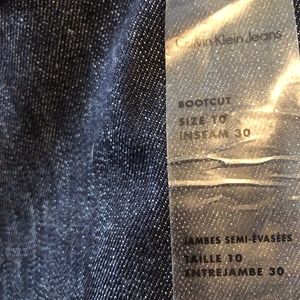 Calvin Klein Jeans
BOOTCUT
SIZE 10
INSEAM 30
JAMBES SEMI-ÉVASÉES
TAILLE 10
ENTREJAMBE 30